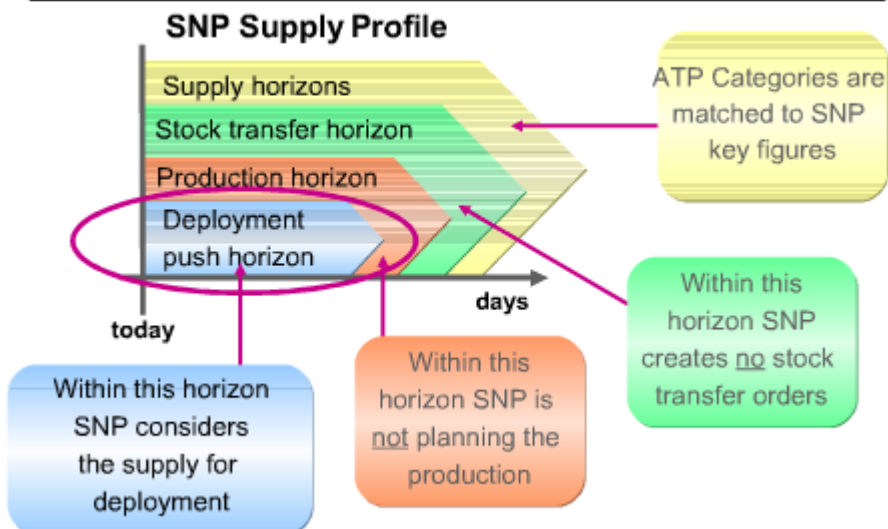 SNP Supply Profile
Supply horizons
Stock transfer horizon
Production horizon
Deployment
push horizon
days
today
ATP Categories are
matched to SNP
key figures
Within this
horizon SNP
creates no stock
transfer orders
Within this
horizon SNP is
not planning the
production
Within this horizon
SNP considers
the supply for
deployment